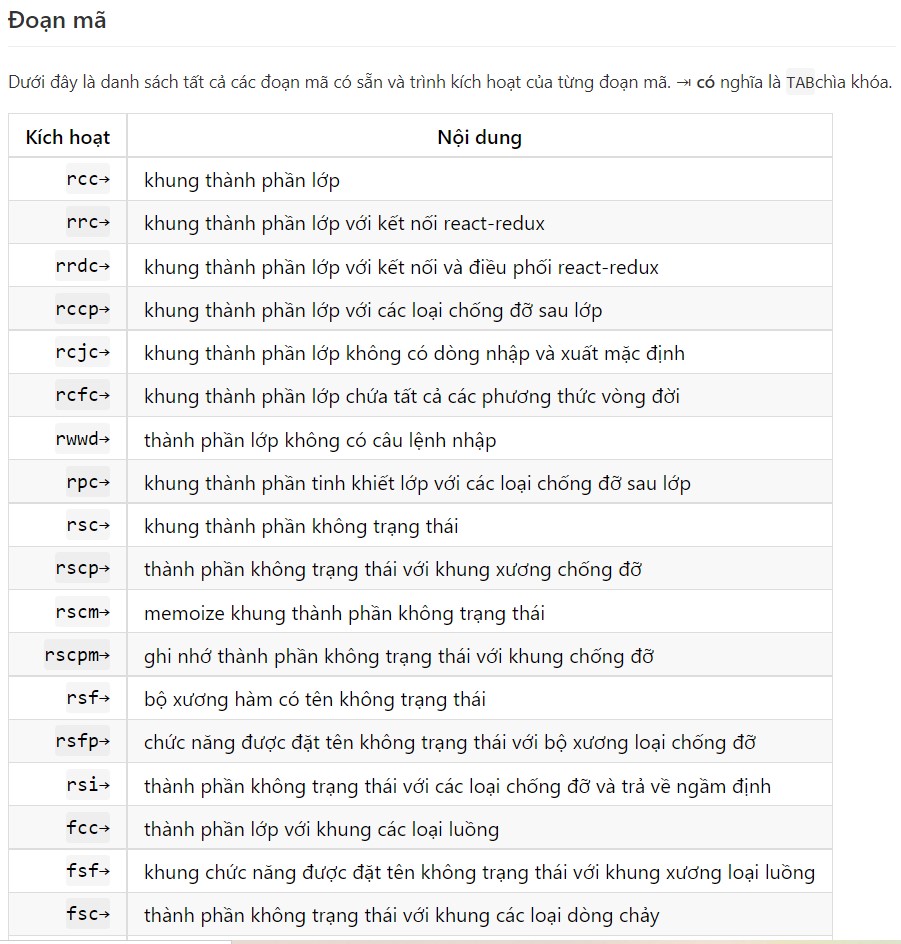 Đoạn mã
Dưới đây là danh sách tất cả các đoạn mã có sẵn và trình kích hoạt của từng đoạn mã. ⇥ có nghĩa là TABchìa khóa.
Kích hoạt Nội dung
rcc→ khung thành phần lớp
rrc→ khung thành phần lớp với kết nối react-redux
rrdc→ khung thành phần lớp với kết nối và điều phối react-redux
rccp→ khung thành phần lớp với các loại chống đỡ sau lớp
rcjc→ khung thành phần lớp không có dòng nhập và xuất mặc định
rcfc→ khung thành phần lớp chứa tất cả các phương thức vòng đời
rwwd→ thành phần lớp không có câu lệnh nhập
rpc→ khung thành phần tinh khiết lớp với các loại chống đỡ sau lớp
rsc→ khung thành phần không trạng thái
rscp→ thành phần không trạng thái với khung xương chống đỡ
rscm→ memoize khung thành phần không trạng thái
rscpm→ ghi nhớ thành phần không trạng thái với khung chống đỡ
rsf→ bộ xương hàm có tên không trạng thái
rsfp→ chức năng được đặt tên không trạng thái với bộ xương loại chống đỡ
rsi→ thành phần không trạng thái với các loại chống đỡ và trả về ngầm định
fcc→ thành phần lớp với khung các loại luồng
fsf→ khung chức năng được đặt tên không trạng thái với khung xương loại luồng
fsc→ thành phần không trạng thái với khung các loại dòng chảy